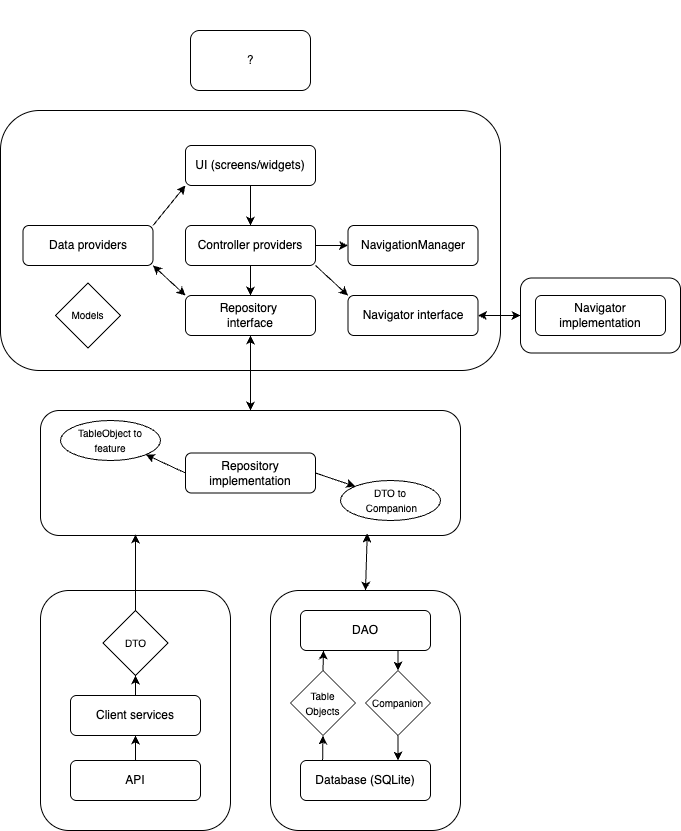 ?
UI (screens/widgets)
Data providers
Controller providers
NavigationManager
Models
Repository
interface
Navigator interface
Navigator
implementation
TableObject to
feature
Repository
implementation
DTO to
Companion
DTO
Client services
API
DAO
Table
Objects
Companion
Database (SQLite)